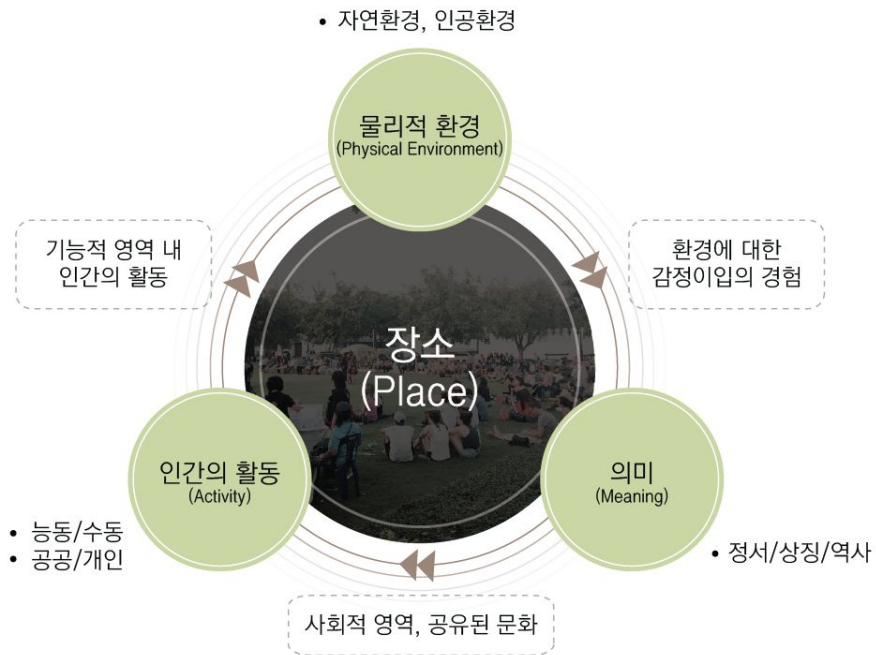 • 자연환경, 인공환경
물리적 환경
(Physical Environment)
기능적 영역 내
인간의 활동
환경에 대한
감정이입의 경험
장소
(Place)
인간의 활동
(Activity)
의미
(Meaning)
• 능동/수동
• 공공/개인
• 정서/상징/역사
사회적 영역, 공유된 문화